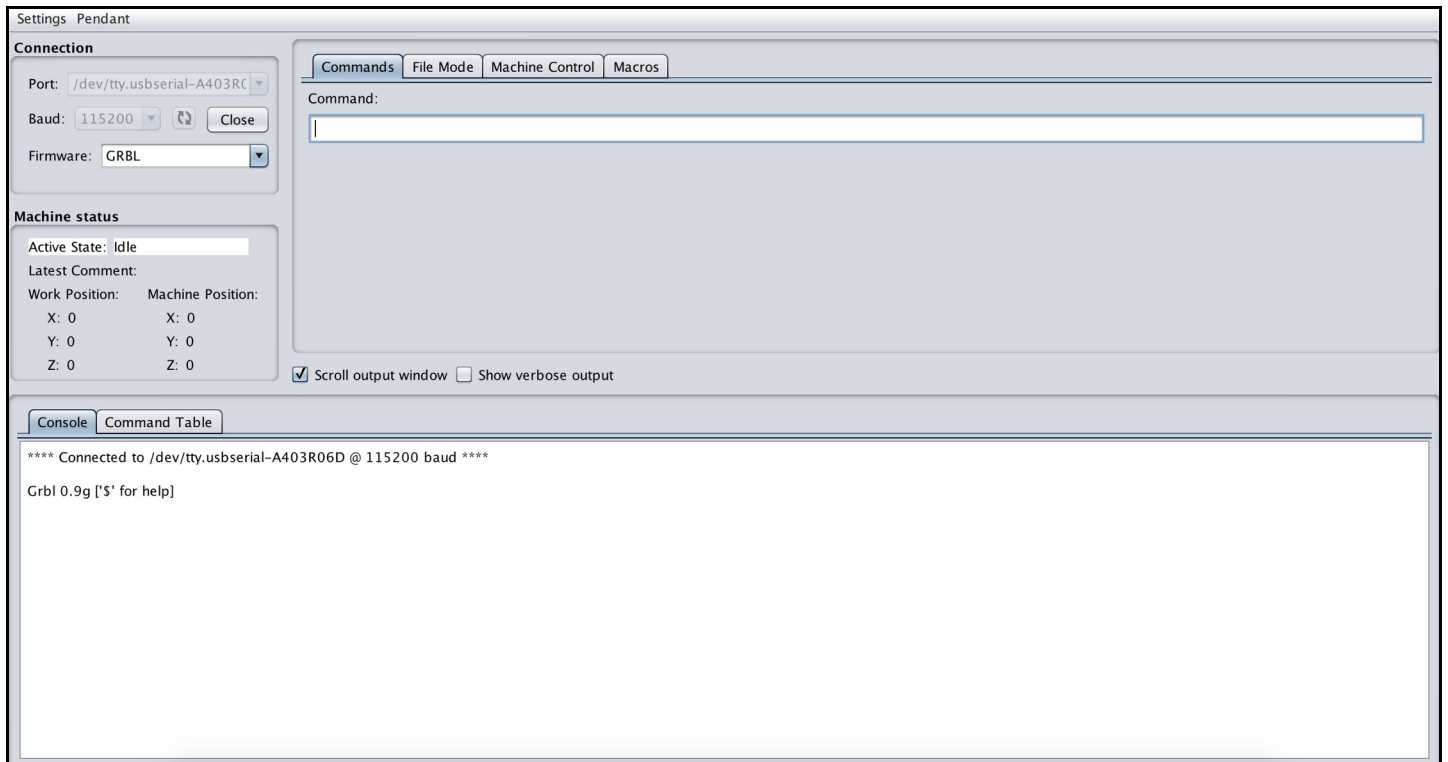 Settings Pendant
Connection
Port: /dev/tty.usbserial-A403R
Baud: 115200 Close
Firmware: GRBL
Machine status
Active State: Idle
Latest Comment:
Work Position: Machine Position:
X: 0 X: 0
Y: 0 Y: 0
Z: 0 Z: 0
Commands File Mode Machine Control Macros
Command:
Scroll output window Show verbose output
Console Command Table
**** Connected to /dev/tty.usbserial-A403R06D @ 115200 baud ****
Grbl 0.9g ['$' for help]